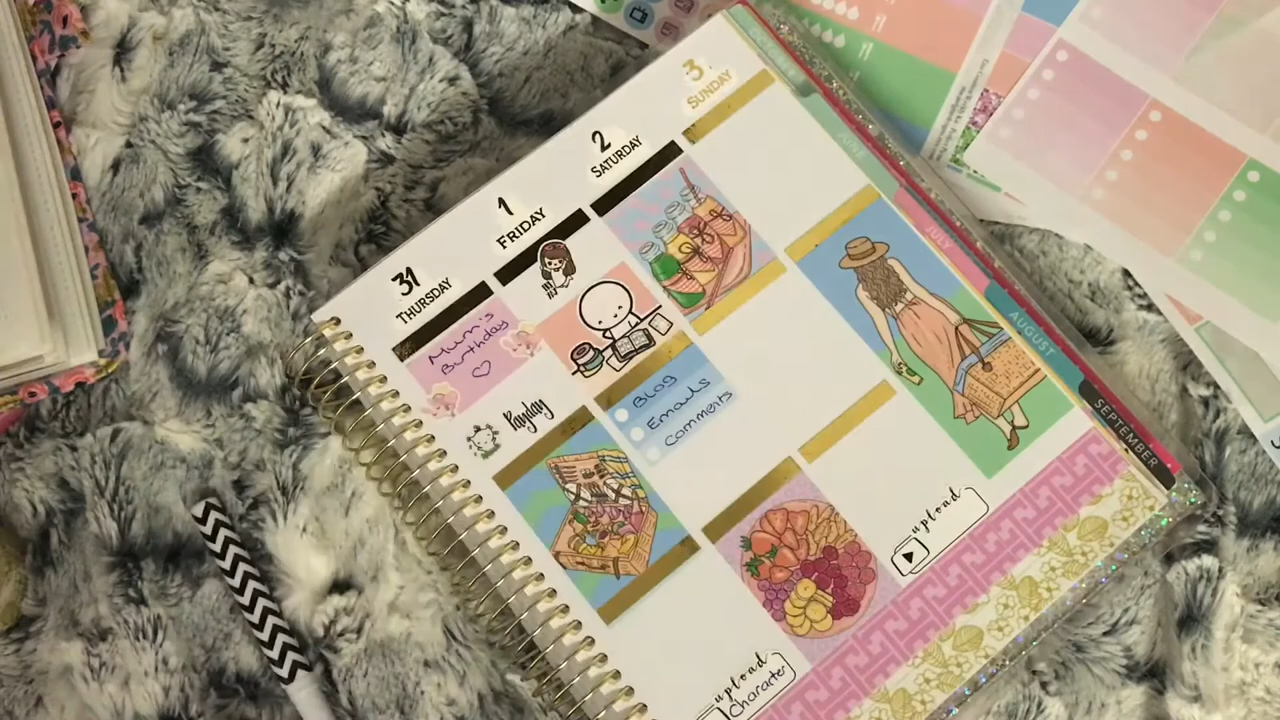 31
THURSDAY
1
FRIDAY
2
SATURDAY
3
SUNDAY
Mum's
Birthday
Payday
BLOG
Emails
Comments
upload
upload
Character
JUNE
JULY
AUGUST
SEPTEMBER